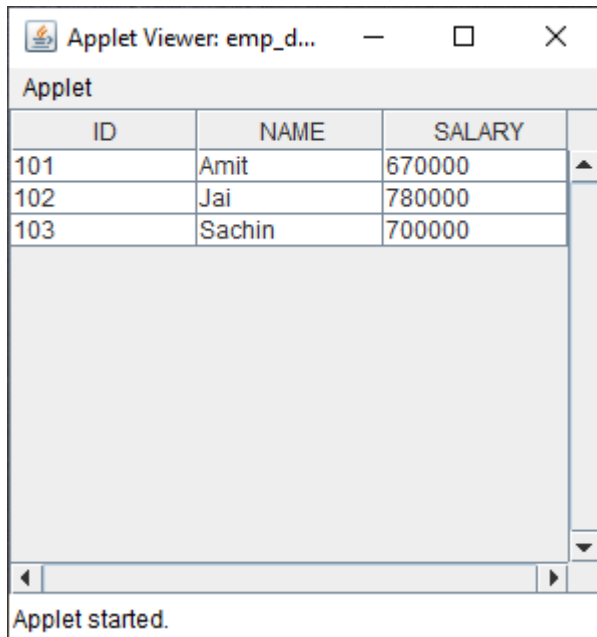 Applet Viewer: emp_d...
Applet
ID NAME SALARY
101 Amit 670000
102 Jai 780000
103 Sachin 700000
Applet started.